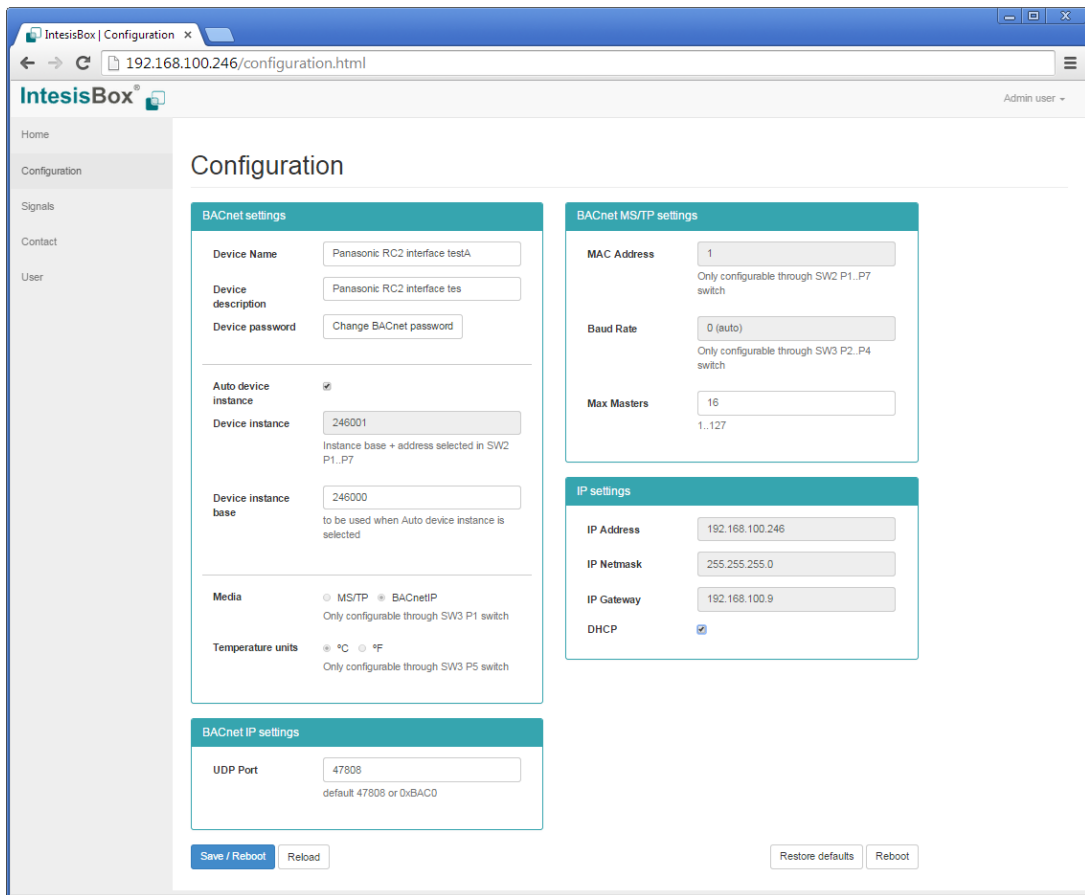 IntesisBox | Configuration
192.168.100.246/configuration.html
IntesisBox®
Admin user
Home
Configuration
Signals
Contact
User
Configuration
BACnet settings
Device Name
Panasonic RC2 interface testA
Device
description
Panasonic RC2 interface tes
Device password
Change BACnet password
Auto device
instance
Device instance
246001
Instance base + address selected in SW2
P1..P7
Device instance
base
246000
to be used when Auto device instance is
selected
Media
MS/TP BACnetIP
Only configurable through SW3 P1 switch
Temperature units
ºC ºF
Only configurable through SW3 P5 switch
BACnet IP settings
UDP Port
47808
default 47808 or 0xBAC0
BACnet MS/TP settings
MAC Address
1
Only configurable through SW2 P1..P7
switch
Baud Rate
0 (auto)
Only configurable through SW3 P2..P4
switch
Max Masters
16
1..127
IP settings
IP Address
192.168.100.246
IP Netmask
255.255.255.0
IP Gateway
192.168.100.9
DHCP
Save / Reboot
Reload
Restore defaults
Reboot